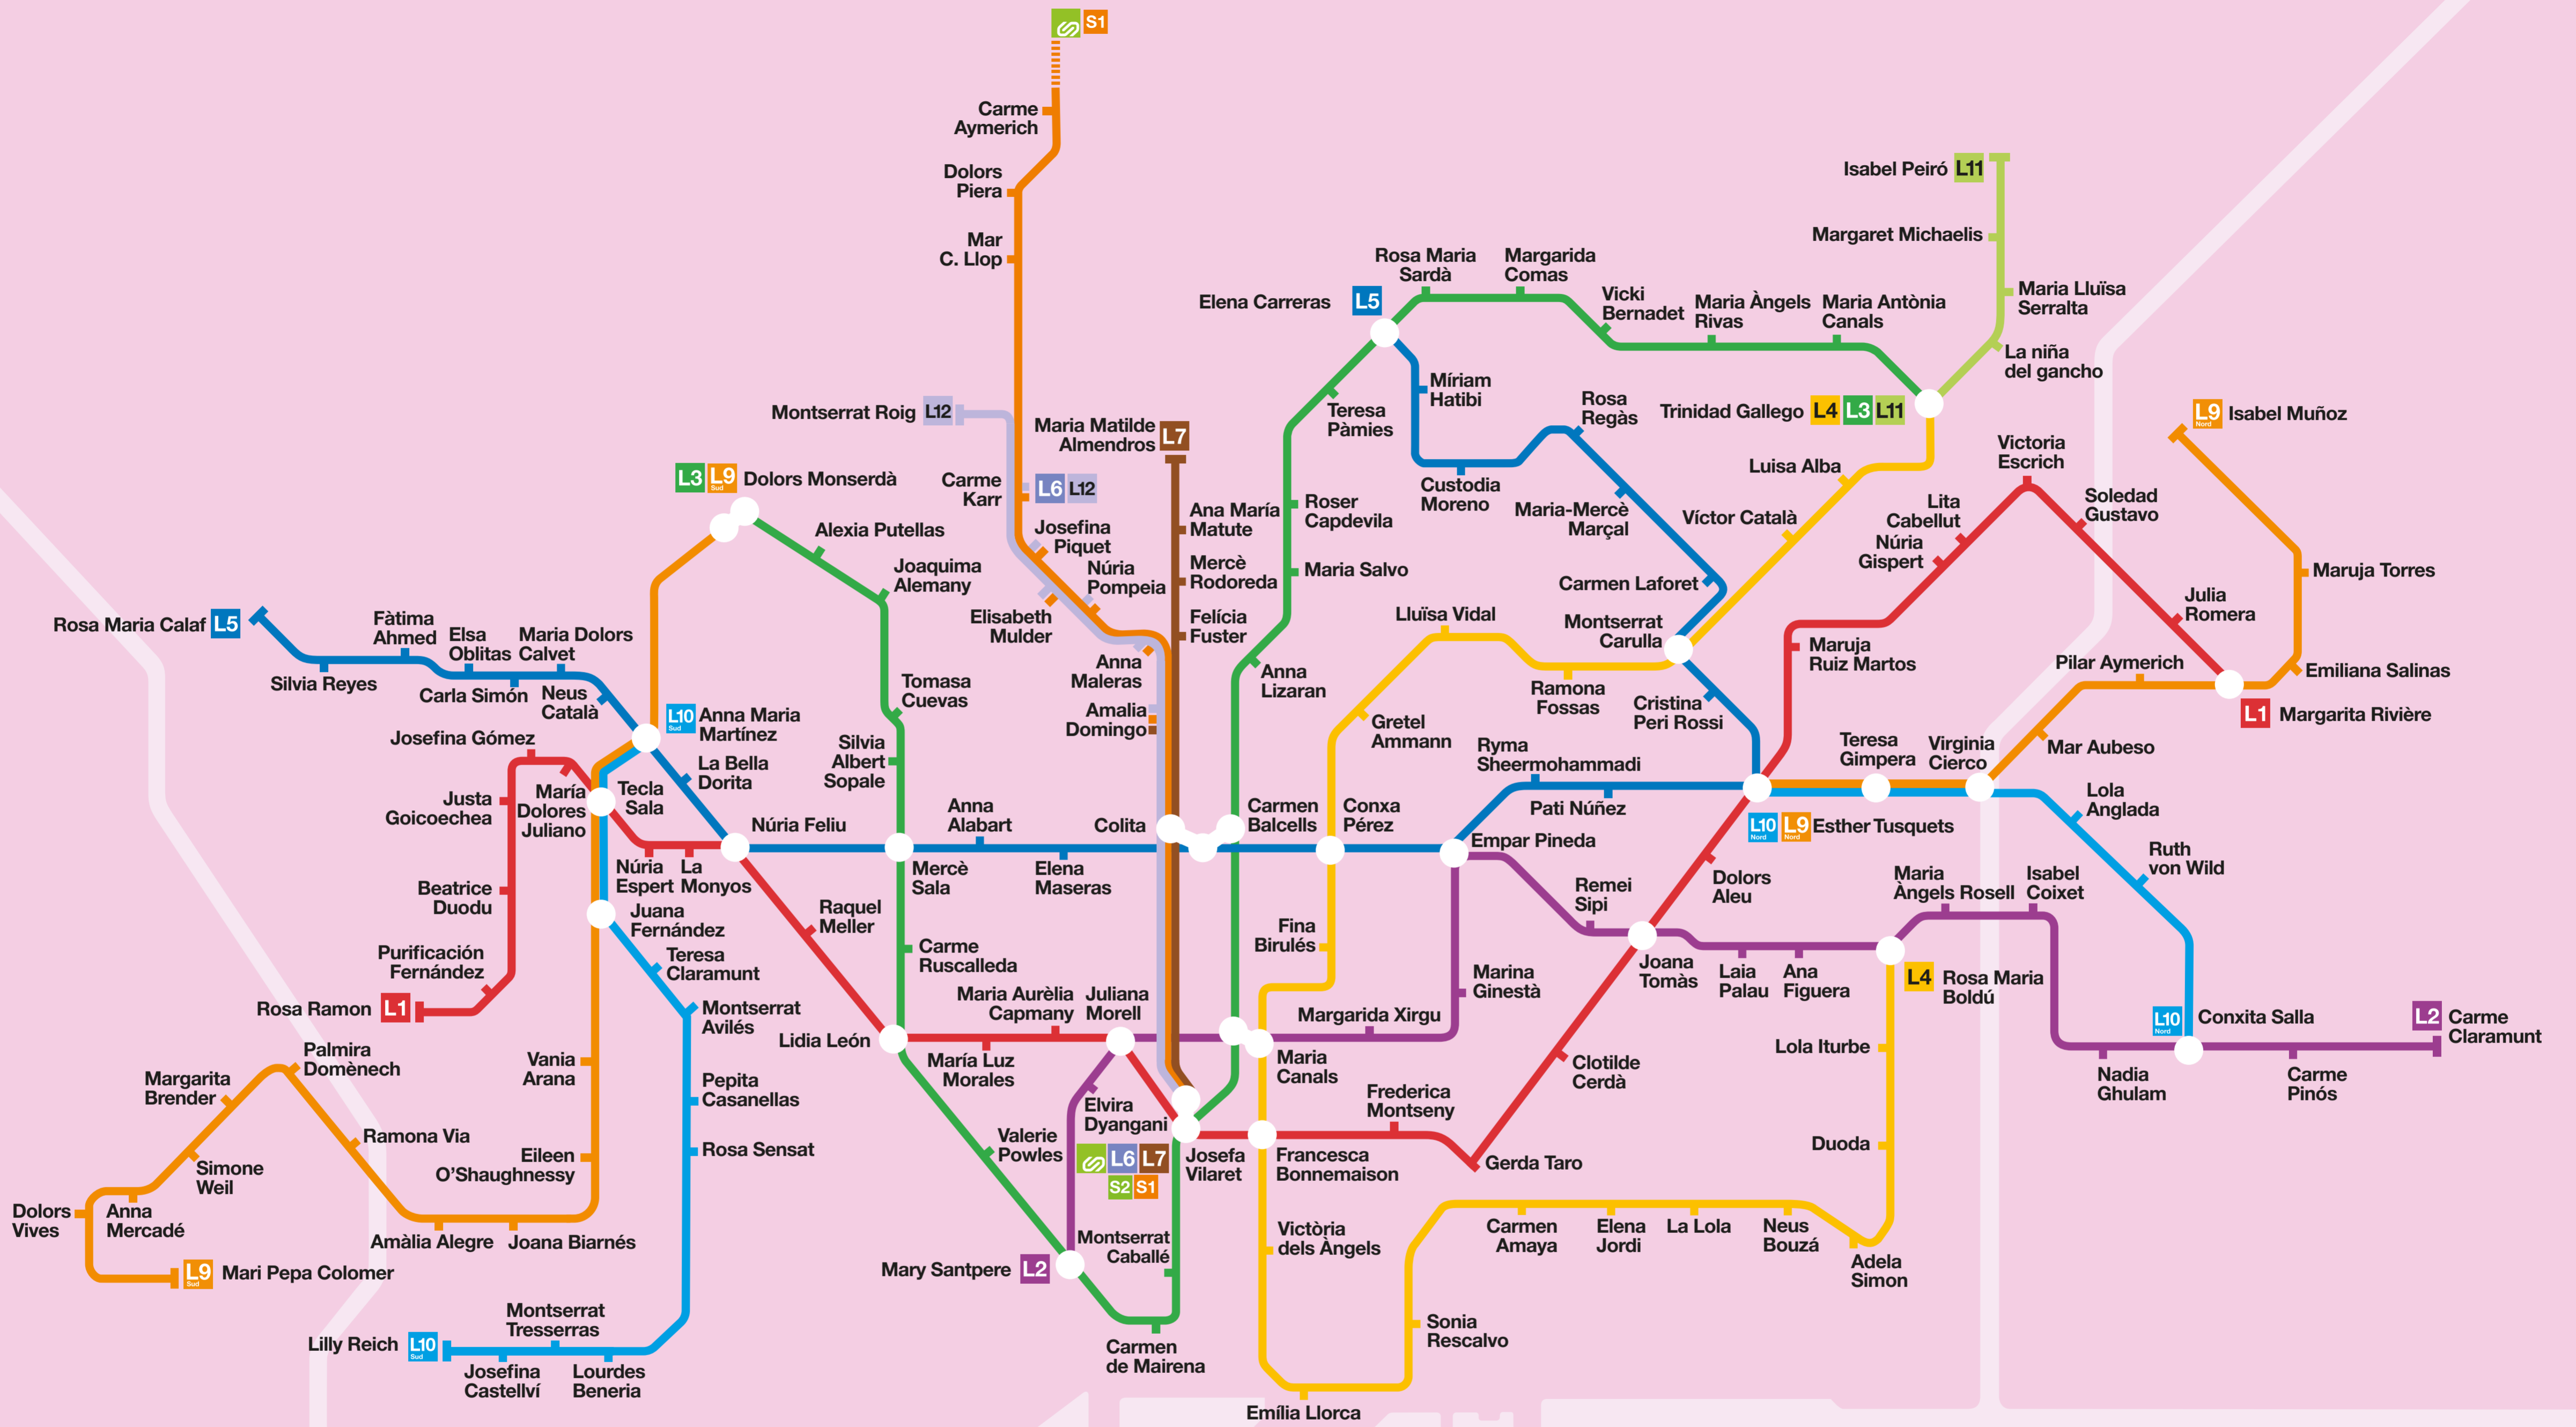 S1
Carme
Aymerich
Dolors
Piera
Mar
C. Llop
Isabel Peiró L11
Margaret Michaelis
Maria Lluïsa
Serralta
La niña
del gancho
Rosa Maria
Sardà
Margarida
Comas
Elena Carreras L5
Vicki
Bernadet
Maria Àngels
Rivas
Maria Antònia
Canals
Míriam
Hatibi
Teresa
Pàmies
Rosa
Regàs
Trinidad Gallego L4 L3 L11
L9
Nord
Isabel Muñoz
Montserrat Roig L12
Maria Matilde
Almendros
L7
Victoria
Escrich
Luisa Alba
L3 L9
Sud
Dolors Monserdà
Carme
Karr
L6 L12
Custodia
Moreno
Roser
Capdevila
Ana María
Matute
Maria-Mercè
Marçal
Víctor Català
Lita
Cabellut
Núria
Gispert
Soledad
Gustavo
Alexia Putellas
Josefina
Piquet
Joaquima
Alemany
Núria
Pompeia
Mercè
Rodoreda
Maria Salvo
Carmen Laforet
Maruja Torres
Rosa Maria Calaf L5
Fàtima
Ahmed
Elsa
Oblitas
Maria Dolors
Calvet
Elisabeth
Mulder
Felícia
Fuster
Lluïsa Vidal
Montserrat
Carulla
Julia
Romera
Maruja
Ruiz Martos
Silvia Reyes
Carla Simón
Neus
Català
Tomasa
Cuevas
Anna
Maleras
Anna
Lizaran
Ramona
Fossas
Pilar Aymerich
Emiliana Salinas
L10
Sud
Anna Maria
Martínez
Amalia
Domingo
Gretel
Ammann
Cristina
Peri Rossi
L1 Margarita Rivière
Josefina Gómez
La Bella
Dorita
Silvia
Albert
Sopale
Ryma
Sheermohammadi
Teresa
Gimpera
Virginia
Cierco
Mar Aubeso
Justa
Goicoechea
María
Dolores
Juliano
Tecla
Sala
Núria Feliu
Anna
Alabart
Colita
Carmen
Balcells
Conxa
Pérez
Pati Núñez
L10
Nord
L9
Nord
Esther Tusquets
Lola
Anglada
Empar Pineda
Núria
Espert
La
Monyos
Mercè
Sala
Elena
Maseras
Ruth
von Wild
Beatrice
Duodu
Juana
Fernández
Raquel
Meller
Remei
Sipi
Dolors
Aleu
Maria
Àngels Rosell
Isabel
Coixet
Fina
Birulés
Purificación
Fernández
Teresa
Claramunt
Carme
Ruscalleda
Marina
Ginestà
Joana
Tomàs
Laia
Palau
Ana
Figuera
L4 Rosa Maria
Boldú
Rosa Ramon L1
Montserrat
Avilés
Maria Aurèlia
Capmany
Juliana
Morell
Margarida Xirgu
L10
Nord
Conxita Salla
L2 Carme
Claramunt
Lidia León
María Luz
Morales
Maria
Canals
Lola Iturbe
Palmira
Domènech
Vania
Arana
Clotilde
Cerdà
Nadia
Ghulam
Carme
Pinós
Margarita
Brender
Pepita
Casanellas
Elvira
Dyangani
Frederica
Montseny
Ramona Via
Eileen
O'Shaughnessy
Rosa Sensat
Valerie
Powles
L6 L7
S2 S1
Josefa
Vilaret
Francesca
Bonnemaison
Gerda Taro
Duoda
Simone
Weil
Dolors
Vives
Anna
Mercadé
Amàlia Alegre
Joana Biarnés
Montserrat
Caballé
Victòria
dels Àngels
Carmen
Amaya
Elena
Jordi
La Lola
Neus
Bouzá
Adela
Simon
L9
Sud
Mari Pepa Colomer
Mary Santpere L2
Montserrat
Tresserras
Lilly Reich L10
Sud
Josefina
Castellví
Lourdes
Beneria
Carmen
de Mairena
Sonia
Rescalvo
Emília Llorca